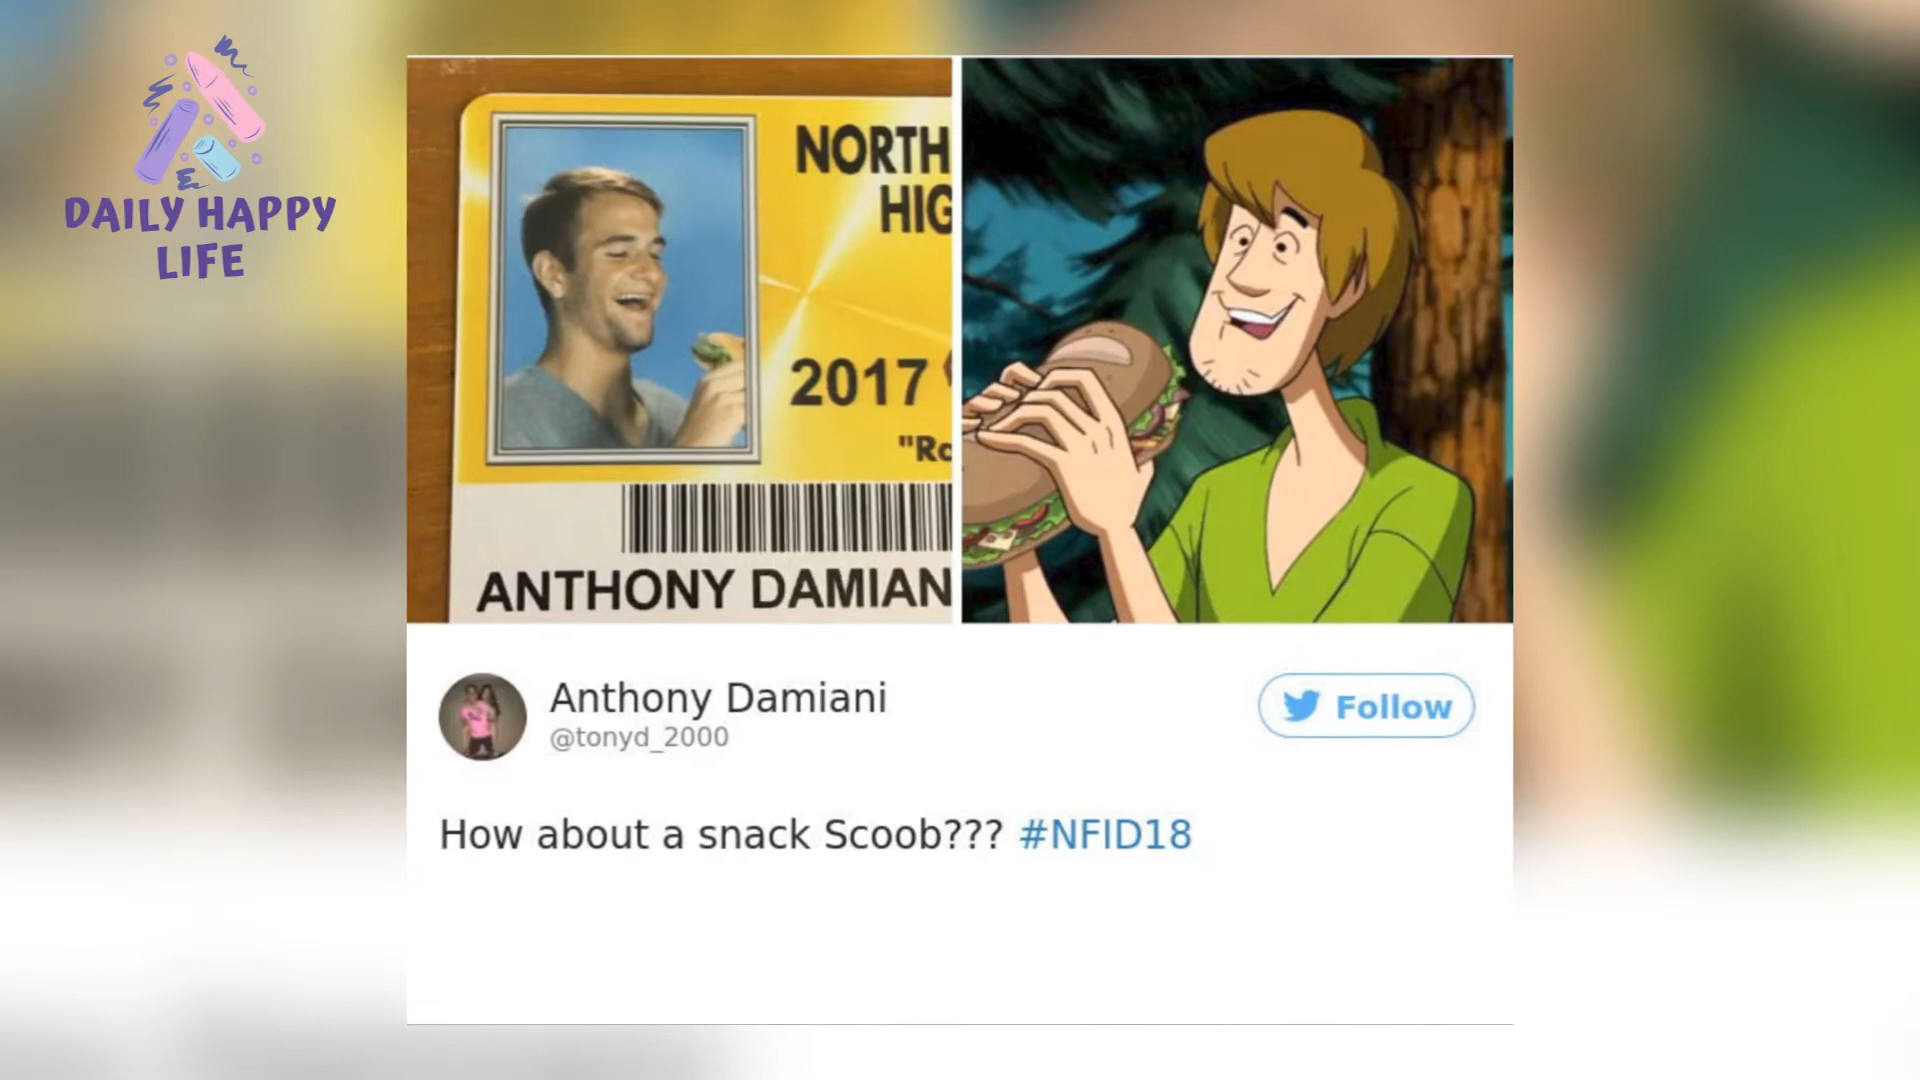 DAILY HAPPY
LIFE
NORTH
HIG
2017
"Ro
ANTHONY DAMIAN
Anthony Damiani
@tonyd_2000
Follow
How about a snack Scoob??? #NFID18